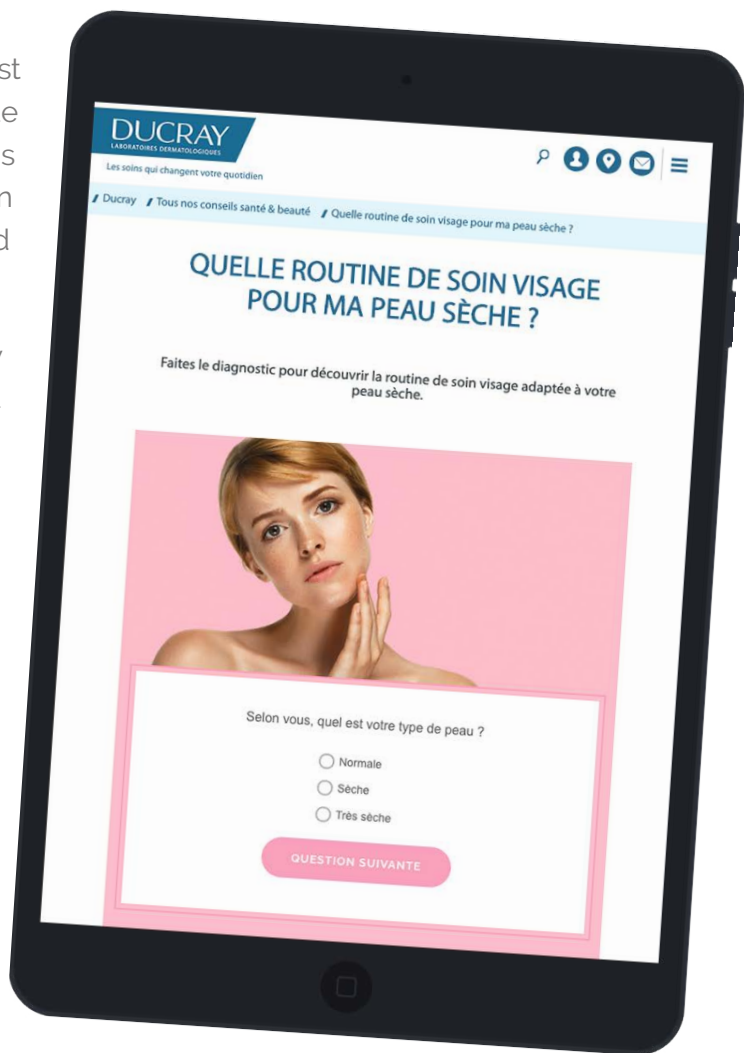 st
DUCRAY
LABORATOIRES DERMATOLOGIQUES
Les soins qui changent votre quotidien
Ducray Tous nos conseils santé & beauté Quelle routine de soin visage pour ma peau sèche ?
QUELLE ROUTINE DE SOIN VISAGE
POUR MA PEAU SÈCHE ?
Faites le diagnostic pour découvrir la routine de soin visage adaptée à votre
peau sèche.
Selon vous, quel est votre type de peau ?
Normale
Sèche
Très sèche
QUESTION SUIVANTE